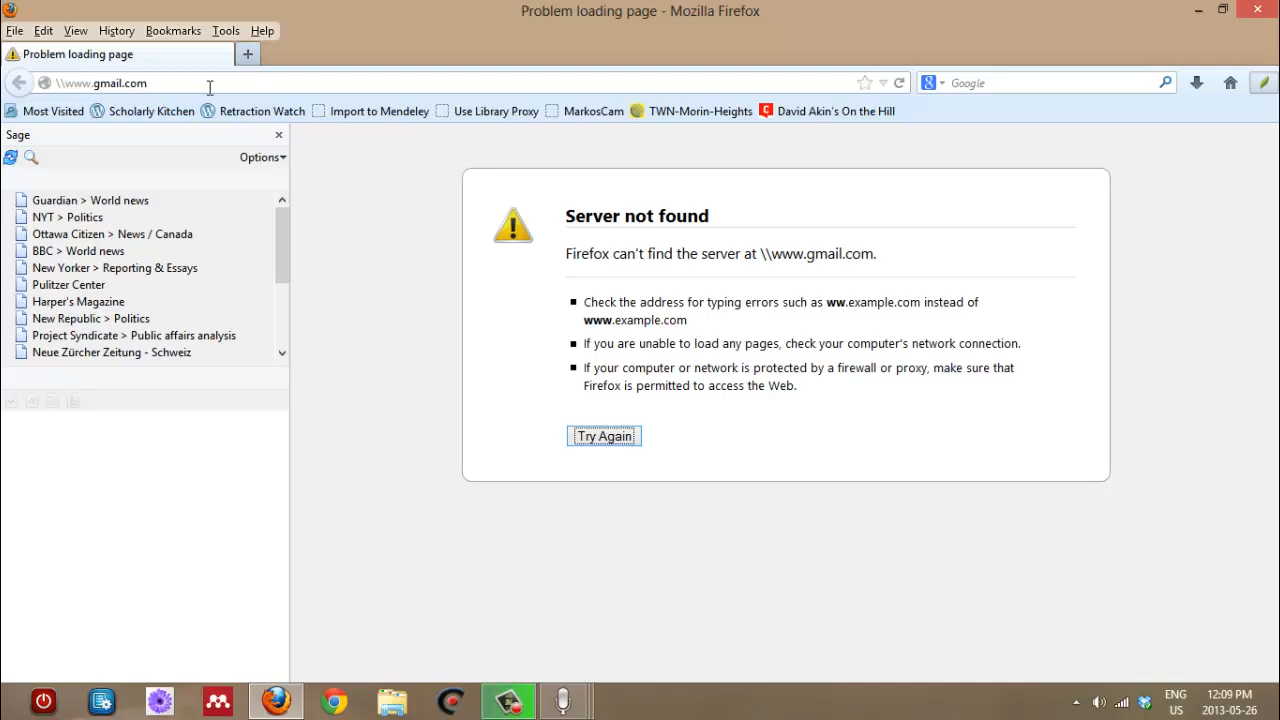 Problem loading page - Mozilla Firefox
File Edit View History Bookmarks Tools Help
Problem loading page
\\www.gmail.com
Google
Most Visited Scholarly Kitchen Retraction Watch Import to Mendeley Use Library Proxy MarkosCam TWN-Morin-Heights David Akin's On the Hill
Sage
Options
Guardian > World news
NYT > Politics
Ottawa Citizen > News / Canada
BBC > World news
New Yorker > Reporting & Essays
Pulitzer Center
Harper's Magazine
New Republic > Politics
Project Syndicate > Public affairs analysis
Neue Zürcher Zeitung - Schweiz
Server not found
Firefox can't find the server at \\www.gmail.com.
Check the address for typing errors such as ww.example.com instead of
www.example.com
If you are unable to load any pages, check your computer's network connection.
If your computer or network is protected by a firewall or proxy, make sure that
Firefox is permitted to access the Web.
Try Again
ENG 12:09 PM
US 2013-05-26